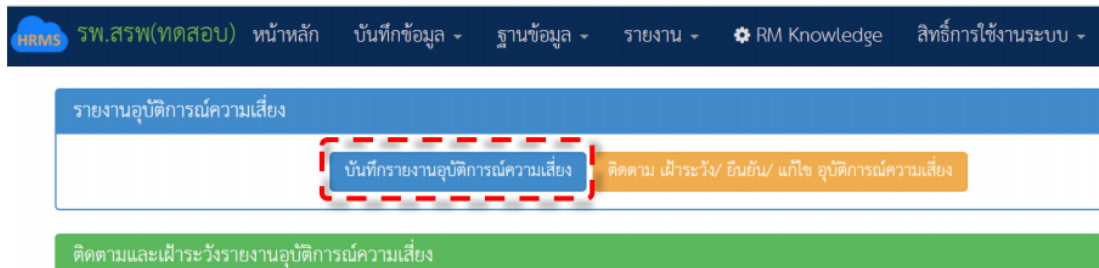 HRMS รพ.สรพ(ทดสอบ) หน้าหลัก บันทึกข้อมูล ฐานข้อมูล รายงาน RM Knowledge สิทธิ์การใช้งานระบบ
รายงานอุบัติการณ์ความเสี่ยง
บันทึกรายงานอุบัติการณ์ความเสี่ยง ติดตาม เฝ้าระวัง/ ยืนยัน/ แก้ไข อุบัติการณ์ความเสี่ยง
ติดตามและเฝ้าระวังรายงานอุบัติการณ์ความเสี่ยง